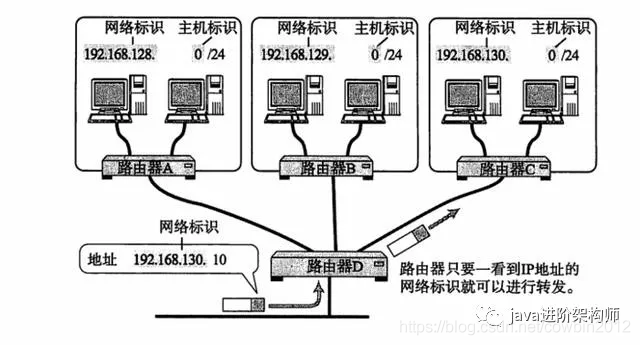 网络标识 主机标识
192.168.128. 0 /24
网络标识 主机标识
192.168.129. 0 /24
网络标识 主机标识
192.168.130. 0 /24
路由器A
路由器B
路由器C
网络标识
地址 192.168.130. 10
路由器D
路由器只要一看到IP地址的
网络标识就可以进行转发。
java进阶架构师
https://blog.csdn.net/cowbin2012